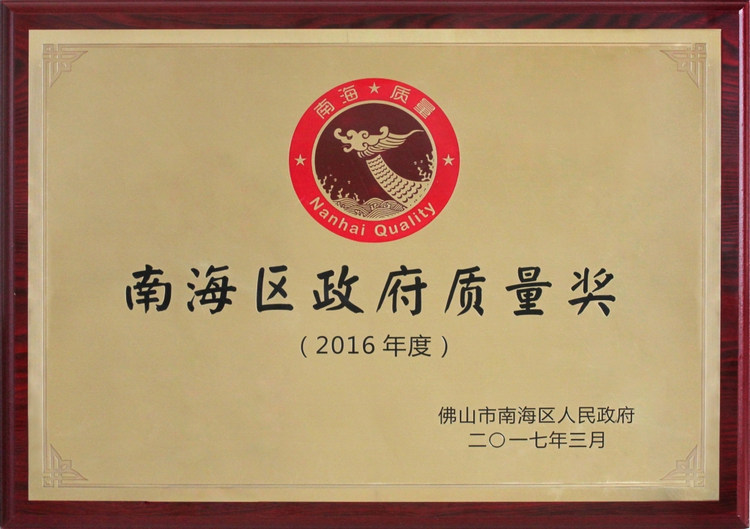 南海★质量
Nanhai Quality
南海区政府质量奖
（2016年度）
佛山市南海区人民政府
二〇一七年三月